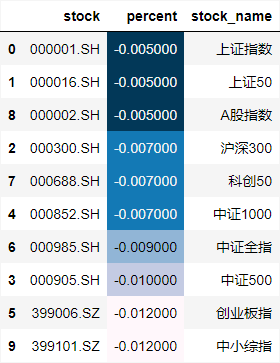 stock percent stock_name
0 000001.SH -0.005000 上证指数
1 000016.SH -0.005000 上证50
8 000002.SH -0.005000 A股指数
2 000300.SH -0.007000 沪深300
7 000688.SH -0.007000 科创50
4 000852.SH -0.007000 中证1000
6 000985.SH -0.009000 中证全指
3 000905.SH -0.010000 中证500
5 399006.SZ -0.012000 创业板指
9 399101.SZ -0.012000 中小综指